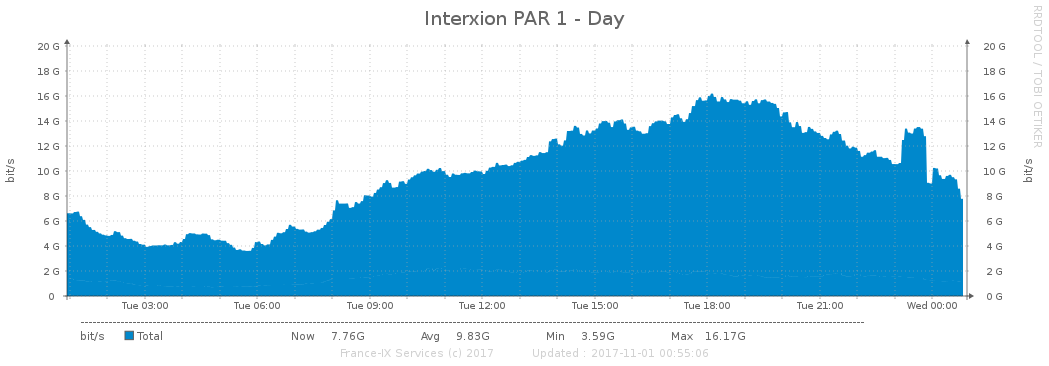 Interxion PAR 1 - Day
RRDTOOL / TOBI OETIKER
20 G 20 G
18 G 18 G
16 G 16 G
14 G 14 G
12 G 12 G
10 G 10 G
8 G 8 G
6 G 6 G
4 G 4 G
2 G 2 G
0 0 G
bit/s bit/s
Tue 03:00 Tue 06:00 Tue 09:00 Tue 12:00 Tue 15:00 Tue 18:00 Tue 21:00 Wed 00:00
bit/s Total Now 7.76G Avg 9.83G Min 3.59G Max 16.17G
France-IX Services (c) 2017 Updated : 2017-11-01 00:55:06